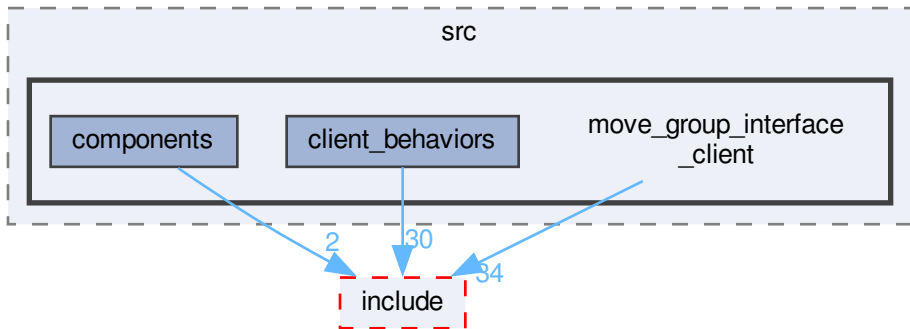 src
components
client_behaviors
move_group_interface
_client
2
30
34
include